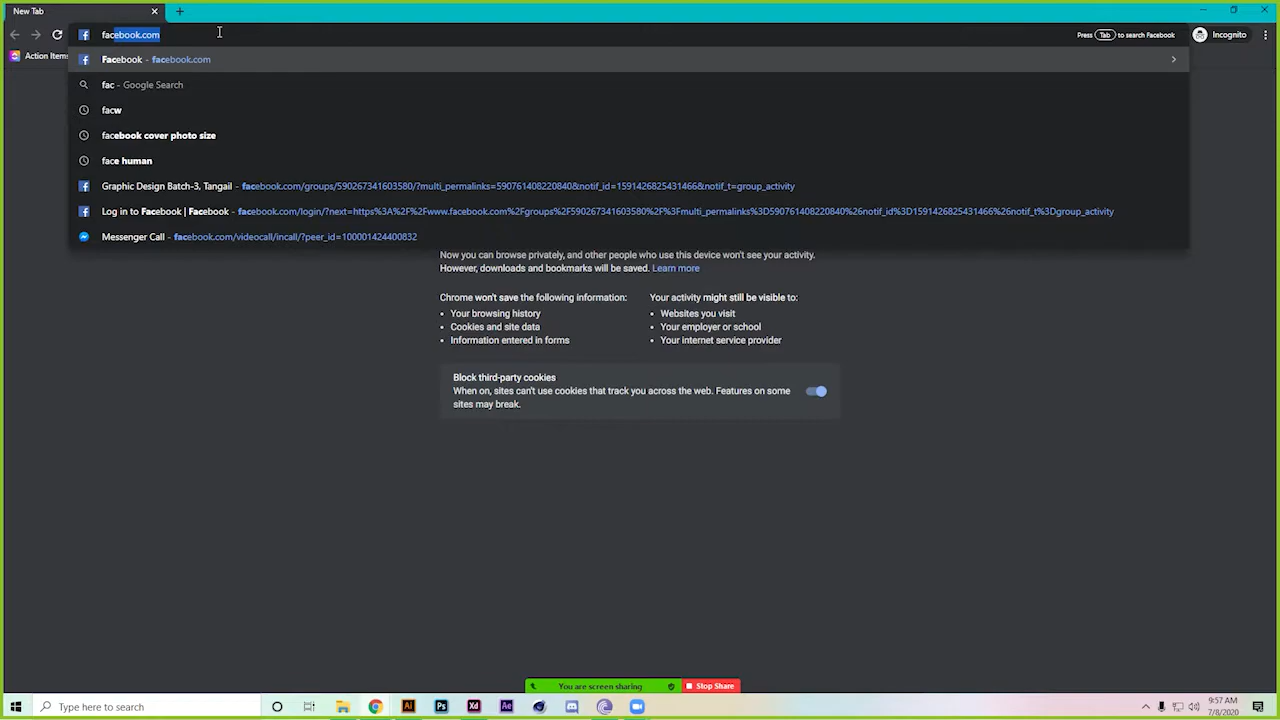 New Tab
facebook.com
Press Tab to search Facebook
Incognito
Action Items
Facebook - facebook.com
fac - Google Search
facw
facebook cover photo size
face human
Graphic Design Batch-3, Tangail - facebook.com/groups/590267341603580/?multi_permalinks=590761408220840&notif_id=1591426825431466&notif_t=group_activity
Log in to Facebook | Facebook - facebook.com/login/?next=https%3A%2F%2Fwww.facebook.com%2Fgroups%2F590267341603580%2F%3Fmulti_permalinks%3D590761408220840%26notif_id%3D1591426825431466%26notif_t%3Dgroup_activity
Messenger Call - facebook.com/videocall/incall/?peer_id=100001424400832
Now you can browse privately, and other people who use this device won't see your activity.
However, downloads and bookmarks will be saved. Learn more
Chrome won't save the following information:
• Your browsing history
• Cookies and site data
• Information entered in forms
Your activity might still be visible to:
• Websites you visit
• Your employer or school
• Your internet service provider
Block third-party cookies
When on, sites can't use cookies that track you across the web. Features on some
sites may break.
You are screen sharing
Stop Share
Type here to search
Ai
Ps
Xd
Ae
9:57 AM
7/8/2020